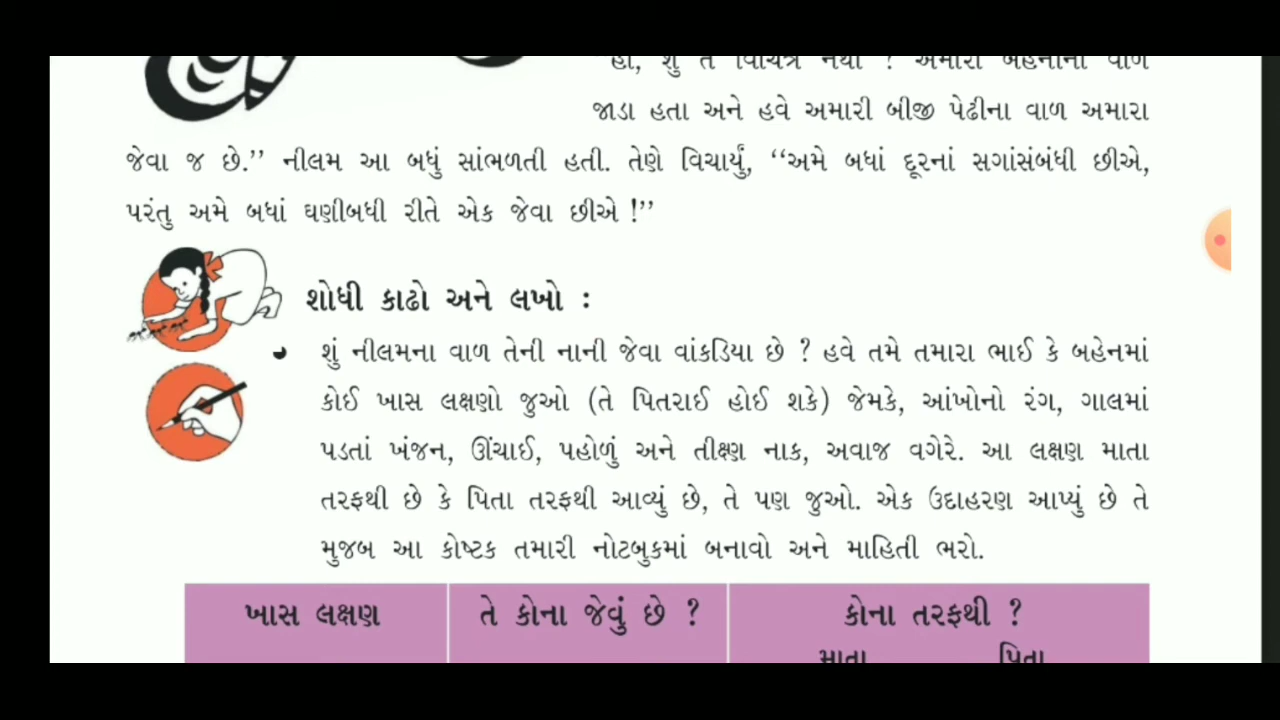 હા, શું તે વિચિત્ર નથી ? અમારી બહેનોના વાળ
જાડા હતા અને હવે અમારી બીજી પેઢીના વાળ અમારા
જેવા જ છે.’’ નીલમ આ બધું સાંભળતી હતી. તેણે વિચાર્યું, ‘‘અમે બધાં દૂરનાં સગાંસંબંધી છીએ,
પરંતુ અમે બધાં ઘણીબધી રીતે એક જેવા છીએ !’’
શોધી કાઢો અને લખો :
શું નીલમના વાળ તેની નાની જેવા વાંકડિયા છે ? હવે તમે તમારા ભાઈ કે બહેનમાં
કોઈ ખાસ લક્ષણો જુઓ (તે પિતરાઈ હોઈ શકે) જેમકે, આંખોનો રંગ, ગાલમાં
પડતાં ખંજન, ઊંચાઈ, પહોળું અને તીક્ષ્ણ નાક, અવાજ વગેરે. આ લક્ષણ માતા
તરફથી છે કે પિતા તરફથી આવ્યું છે, તે પણ જુઓ. એક ઉદાહરણ આપ્યું છે તે
મુજબ આ કોષ્ટક તમારી નોટબુકમાં બનાવો અને માહિતી ભરો.
ખાસ લક્ષણ તે કોના જેવું છે ? કોના તરફથી ?
માતા પિતા